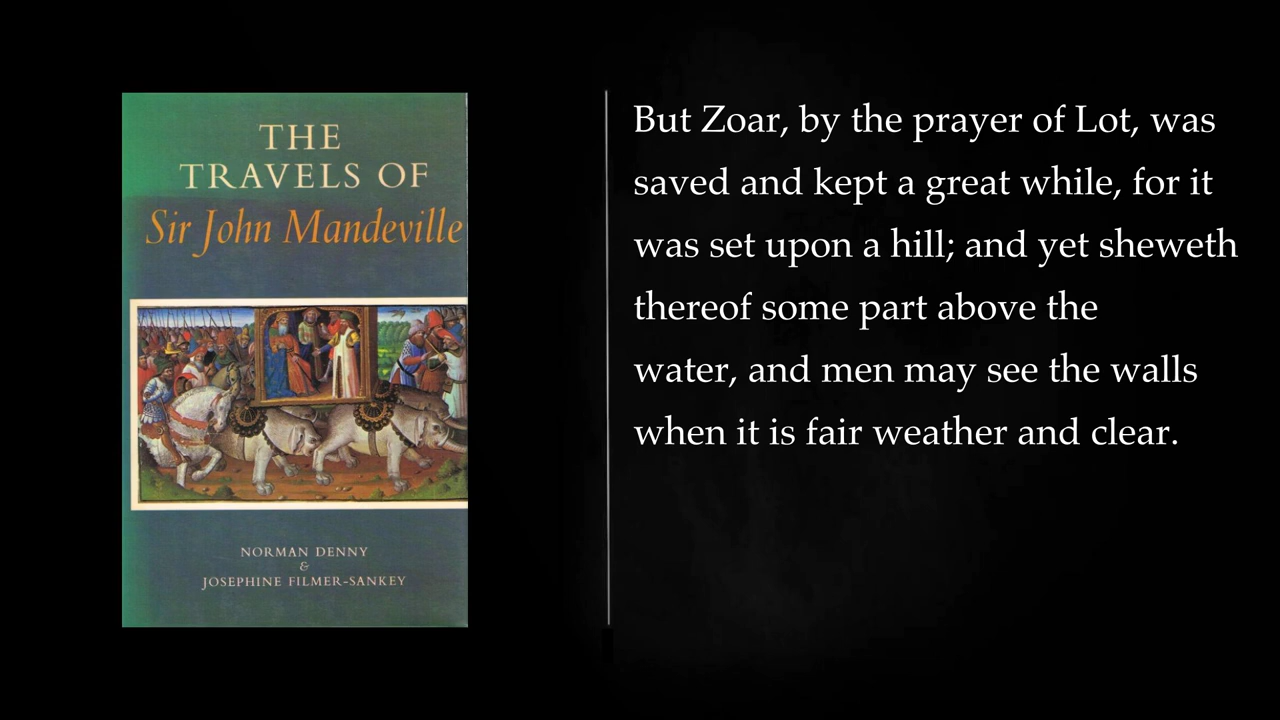 THE
TRAVELS OF
Sir John Mandeville
NORMAN DENNY
&
JOSEPHINE FILMER-SANKEY
But Zoar, by the prayer of Lot, was
saved and kept a great while, for it
was set upon a hill; and yet sheweth
thereof some part above the
water, and men may see the walls
when it is fair weather and clear.